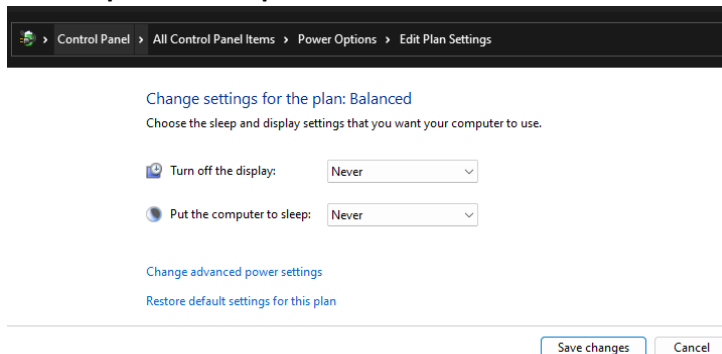 Control Panel > All Control Panel Items > Power Options > Edit Plan Settings
Change settings for the plan: Balanced
Choose the sleep and display settings that you want your computer to use.
Turn off the display: Never
Put the computer to sleep: Never
Change advanced power settings
Restore default settings for this plan
Save changes Cancel